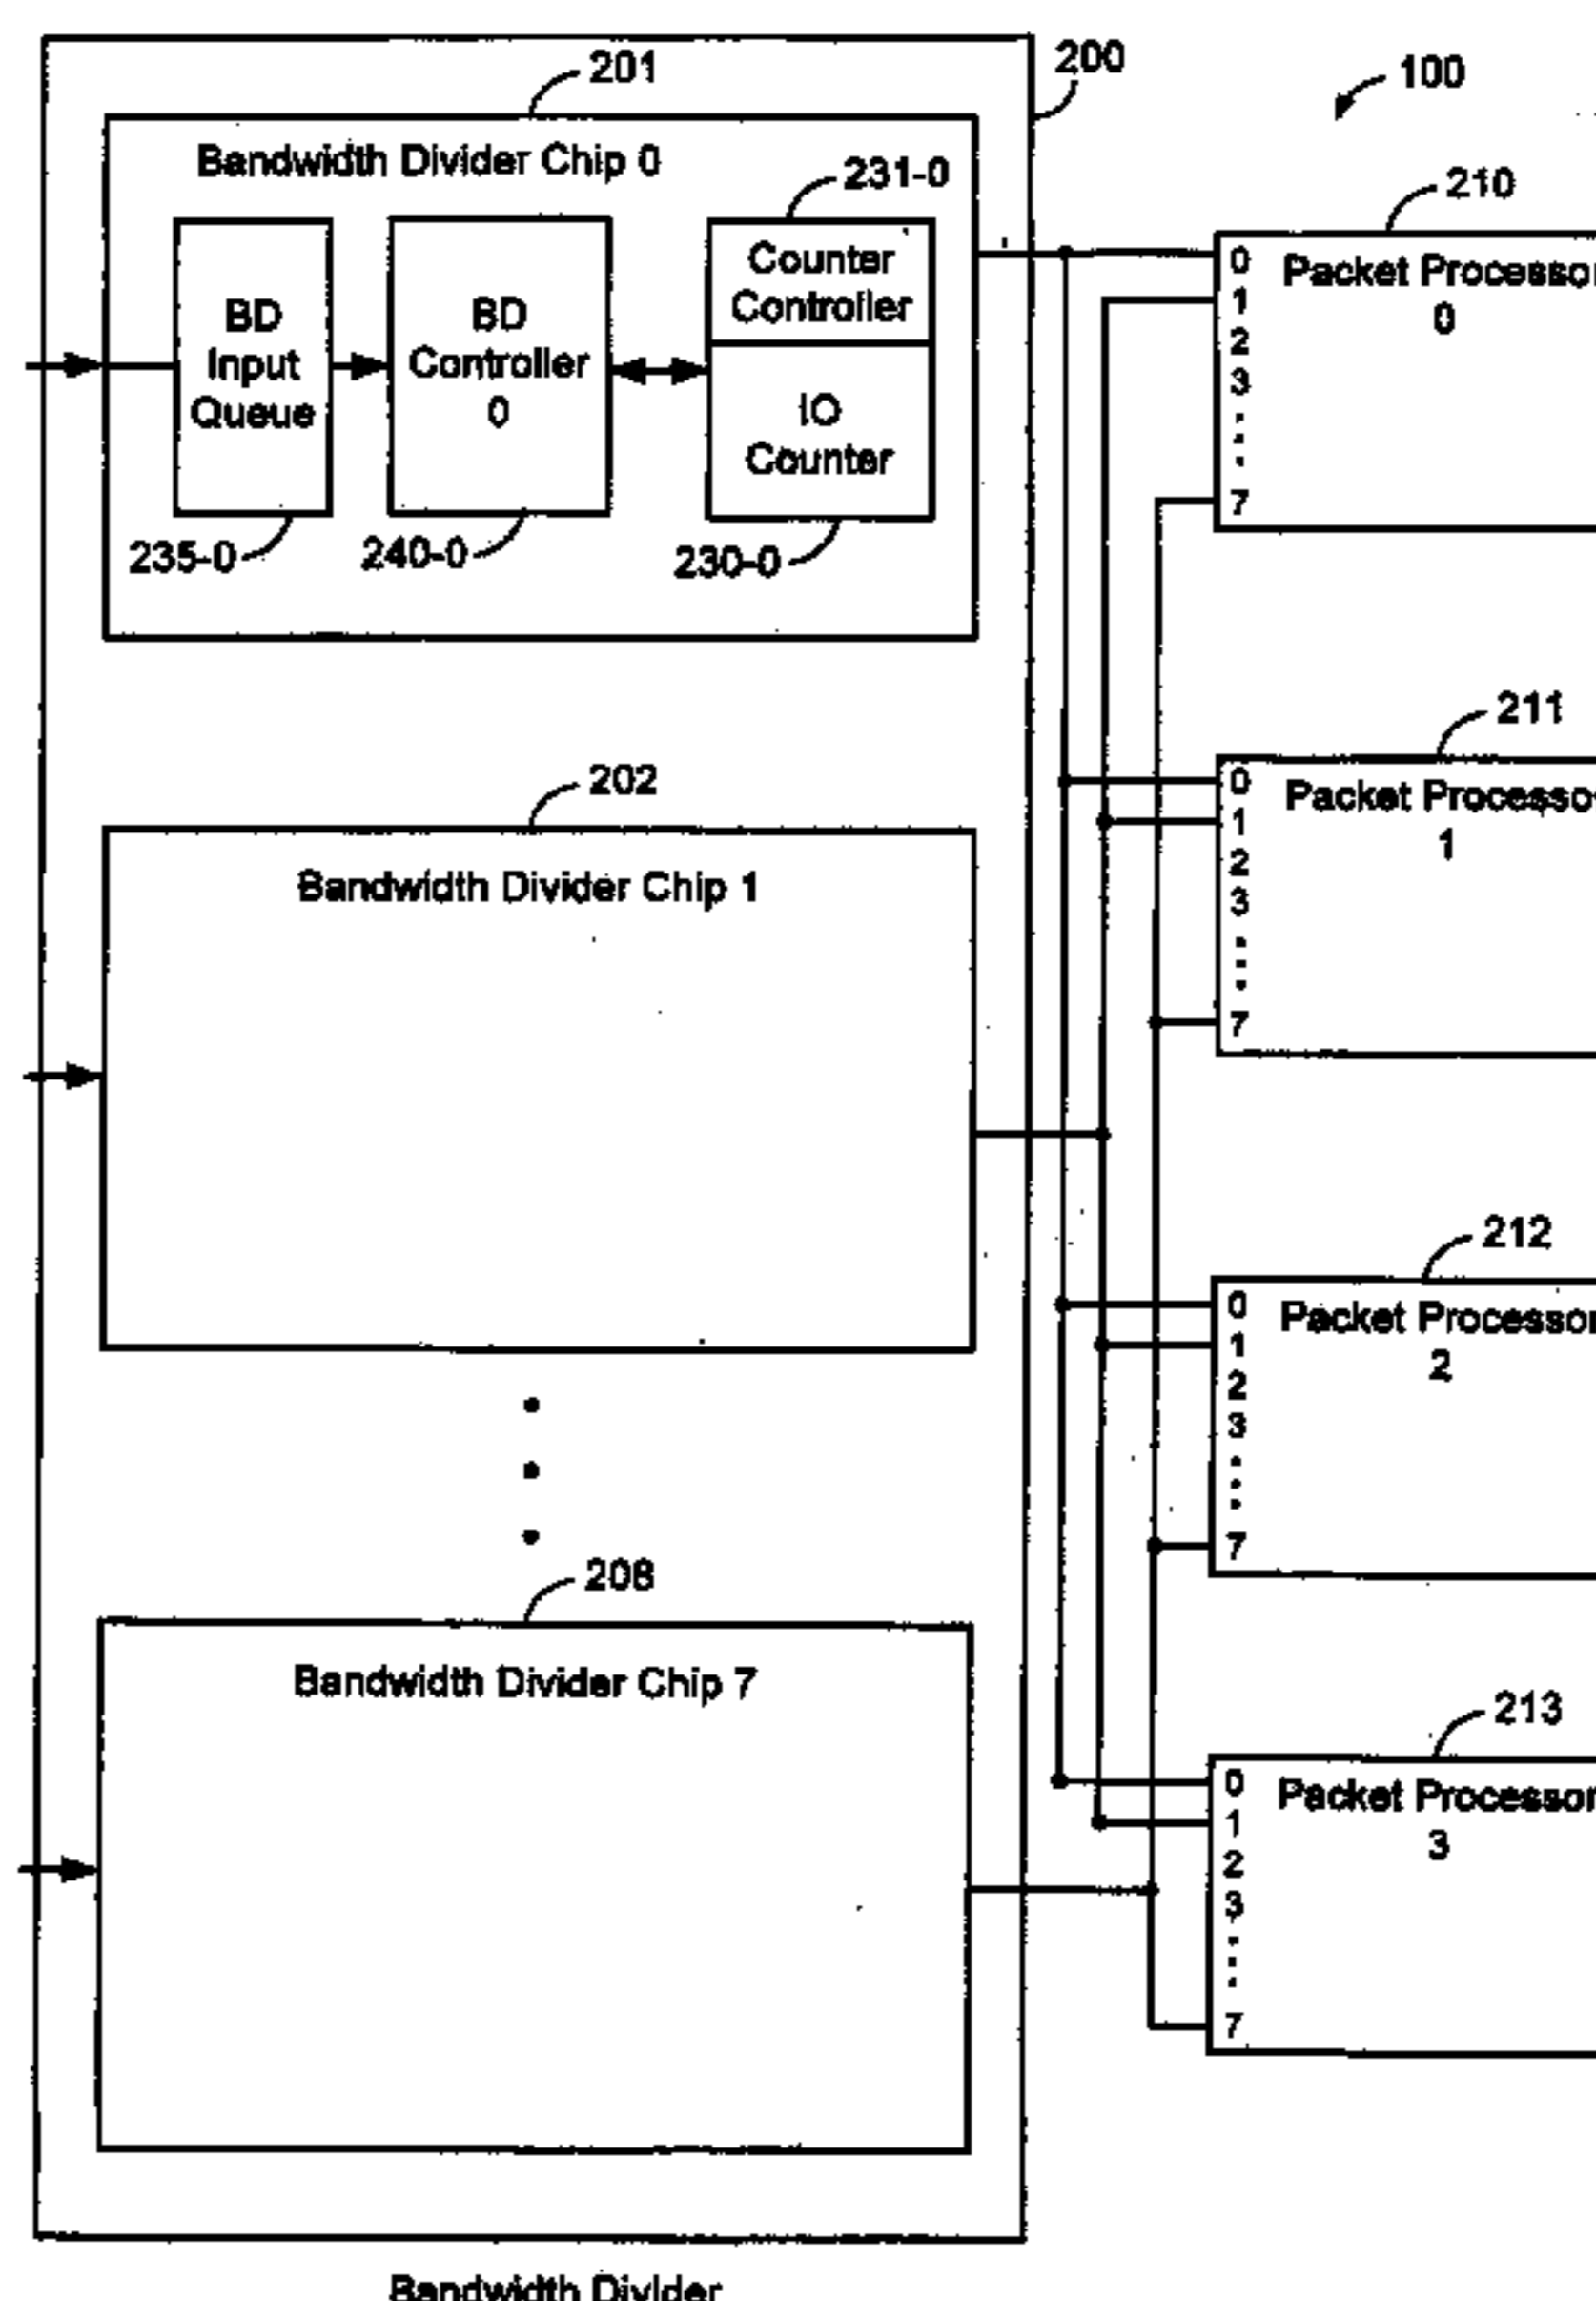 201
200
100
Bandwidth Divider Chip 0
231-0
210
BD
Input
Queue
BD
Controller
0
Counter
Controller
IO
Counter
235-0
240-0
230-0
0
1
2
3
7
Packet Processor
0
202
211
Bandwidth Divider Chip 1
0
1
2
3
7
Packet Processor
1
212
0
1
2
3
7
Packet Processor
2
208
Bandwidth Divider Chip 7
213
0
1
2
3
7
Packet Processor
3
Bandwidth Divider